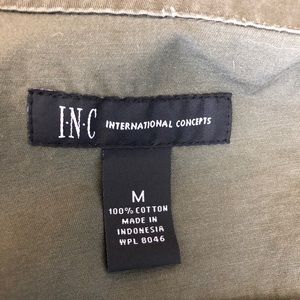 I·N·C INTERNATIONAL CONCEPTS
M
100% COTTON
MADE IN
INDONESIA
WPL 8046